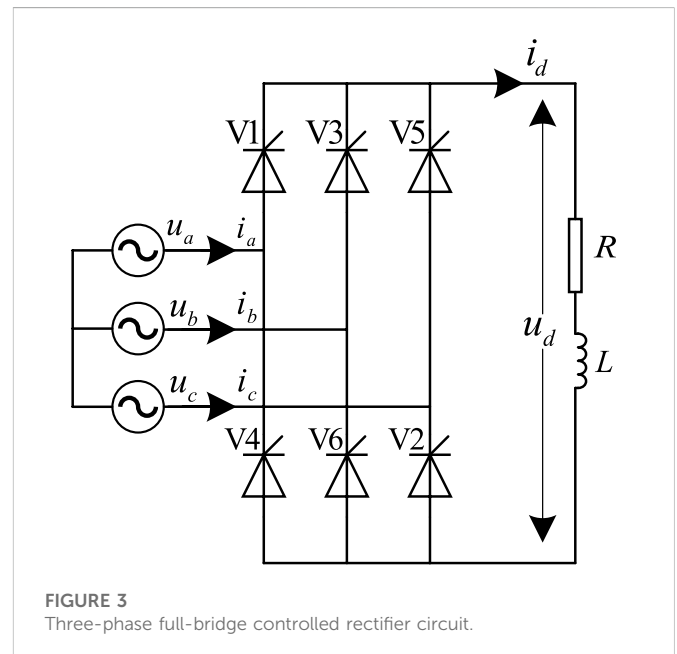 i_d
V1 V3 V5
u_a i_a
R
u_b i_b
u_d
L
u_c i_c
V4 V6 V2
FIGURE 3
Three-phase full-bridge controlled rectifier circuit.